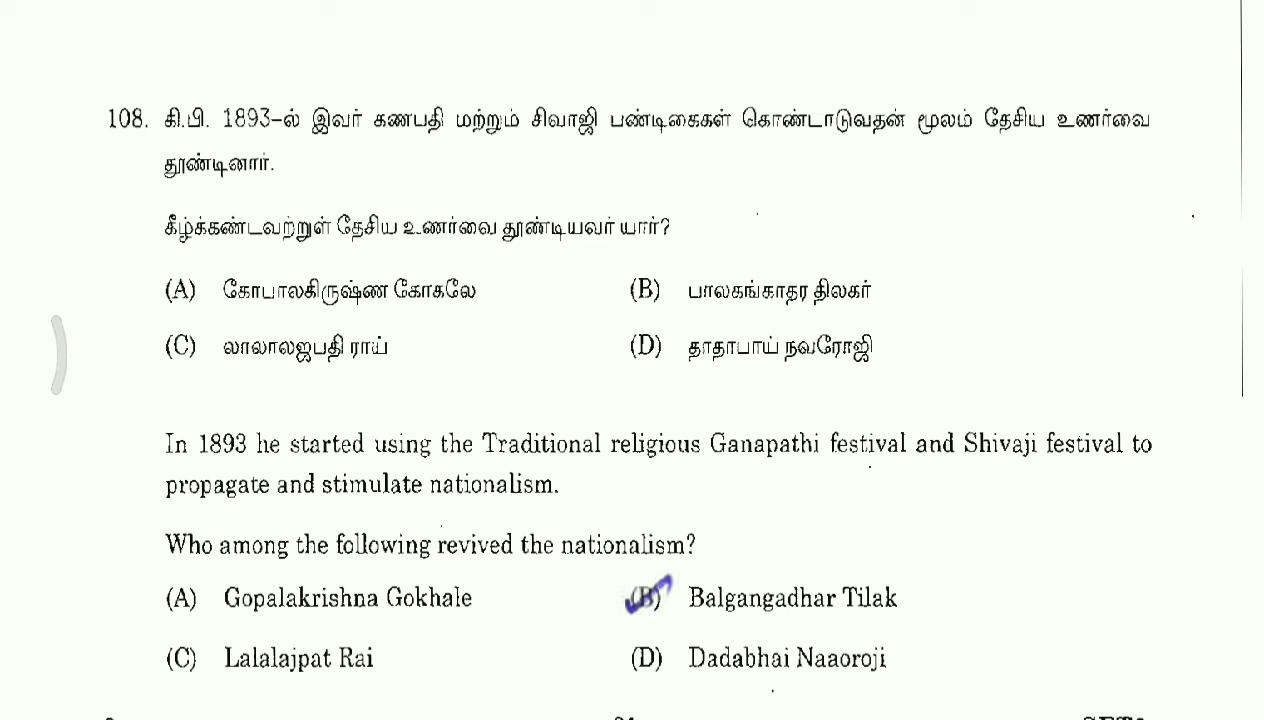 108. கி.பி. 1893-ல் இவர் கணபதி மற்றும் சிவாஜி பண்டிகைகள் கொண்டாடுவதன் மூலம் தேசிய உணர்வை
தூண்டினார்.
கீழ்க்கண்டவற்றுள் தேசிய உணர்வை தூண்டியவர் யார்?
(A) கோபாலகிருஷ்ண கோகலே (B) பாலகங்காதர திலகர்
(C) லாலாலஜபதி ராய் (D) தாதாபாய் நவரோஜி
In 1893 he started using the Traditional religious Ganapathi festival and Shivaji festival to
propagate and stimulate nationalism.
Who among the following revived the nationalism?
(A) Gopalakrishna Gokhale (B) Balgangadhar Tilak
(C) Lalalajpat Rai (D) Dadabhai Naaoroji